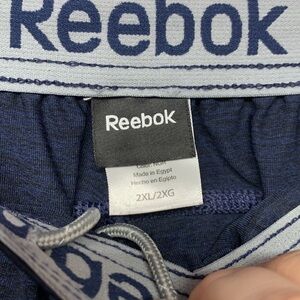 Reebok
Reebok
Made in Egypt
Hecho en Egipto
2XL/2XG